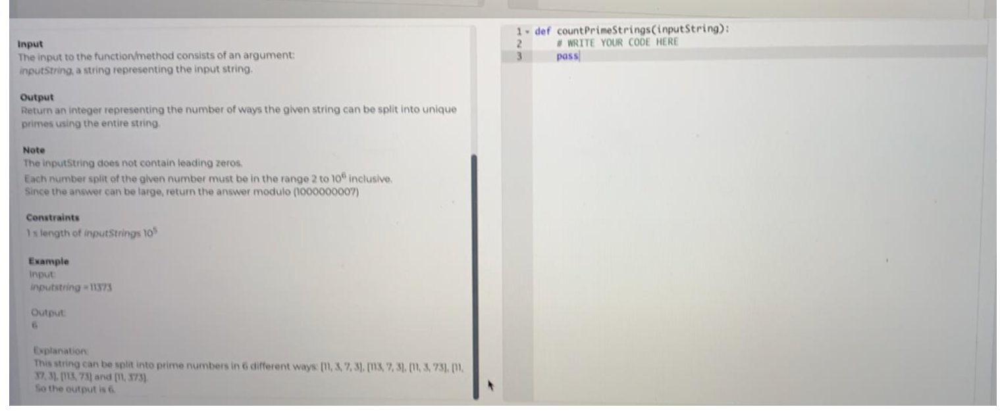 Input
The input to the function/method consists of an argument:
inputString, a string representing the input string.
Output
Return an integer representing the number of ways the given string can be split into unique
primes using the entire string.
Note
The inputString does not contain leading zeros.
Each number split of the given number must be in the range 2 to 10⁶ inclusive.
Since the answer can be large, return the answer modulo (1000000007)
Constraints
1 ≤ length of inputString≤ 10⁵
Example
Input:
inputstring = 11373
Output:
6
Explanation:
This string can be split into prime numbers in 6 different ways: [11, 3, 7, 3], [113, 7, 3], [11, 3, 73], [11,
37, 3], [113, 73] and [11, 373].
So the output is 6.
1 def countPrimeStrings(inputString):
2 # WRITE YOUR CODE HERE
3 pass